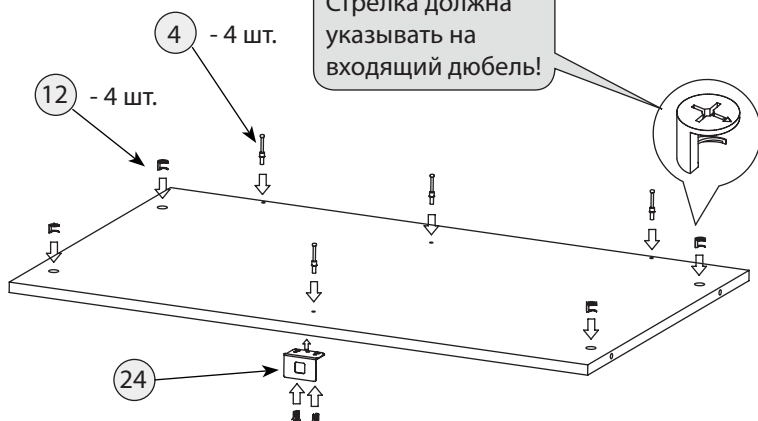 Стрелка должна
указывать на
входящий дюбель!
4 - 4 шт.
12 - 4 шт.
24